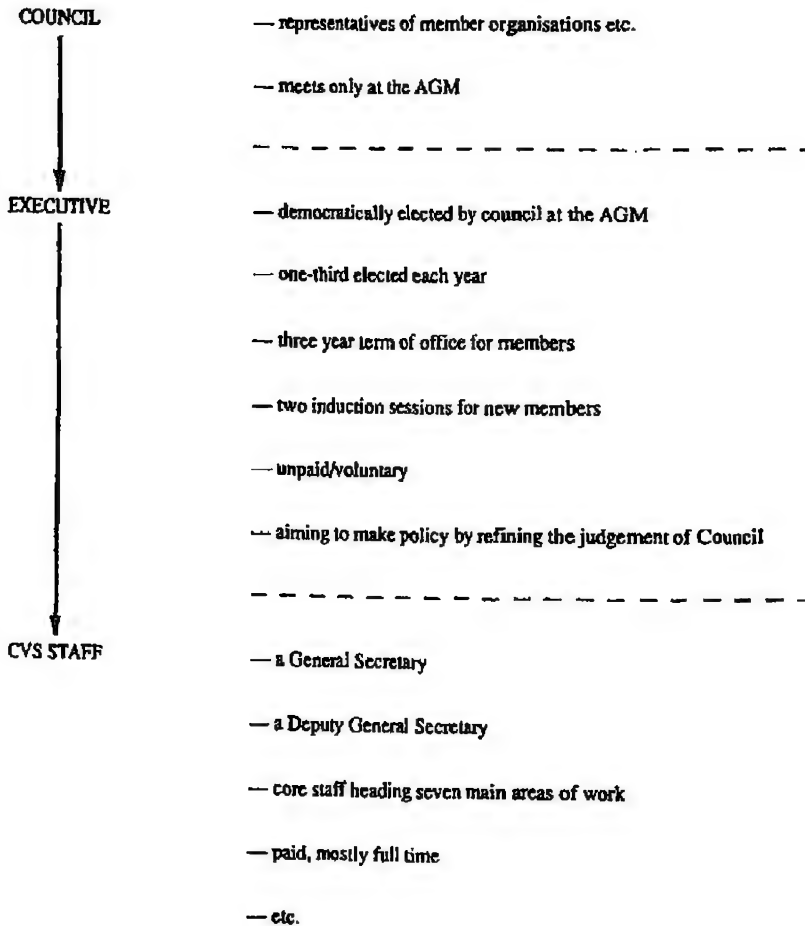 COUNCIL
— representatives of member organisations etc.
— meets only at the AGM
EXECUTIVE
— democratically elected by council at the AGM
— one-third elected each year
— three year term of office for members
— two induction sessions for new members
— unpaid/voluntary
— aiming to make policy by refining the judgement of Council
CVS STAFF
— a General Secretary
— a Deputy General Secretary
— core staff heading seven main areas of work
— paid, mostly full time
— etc.